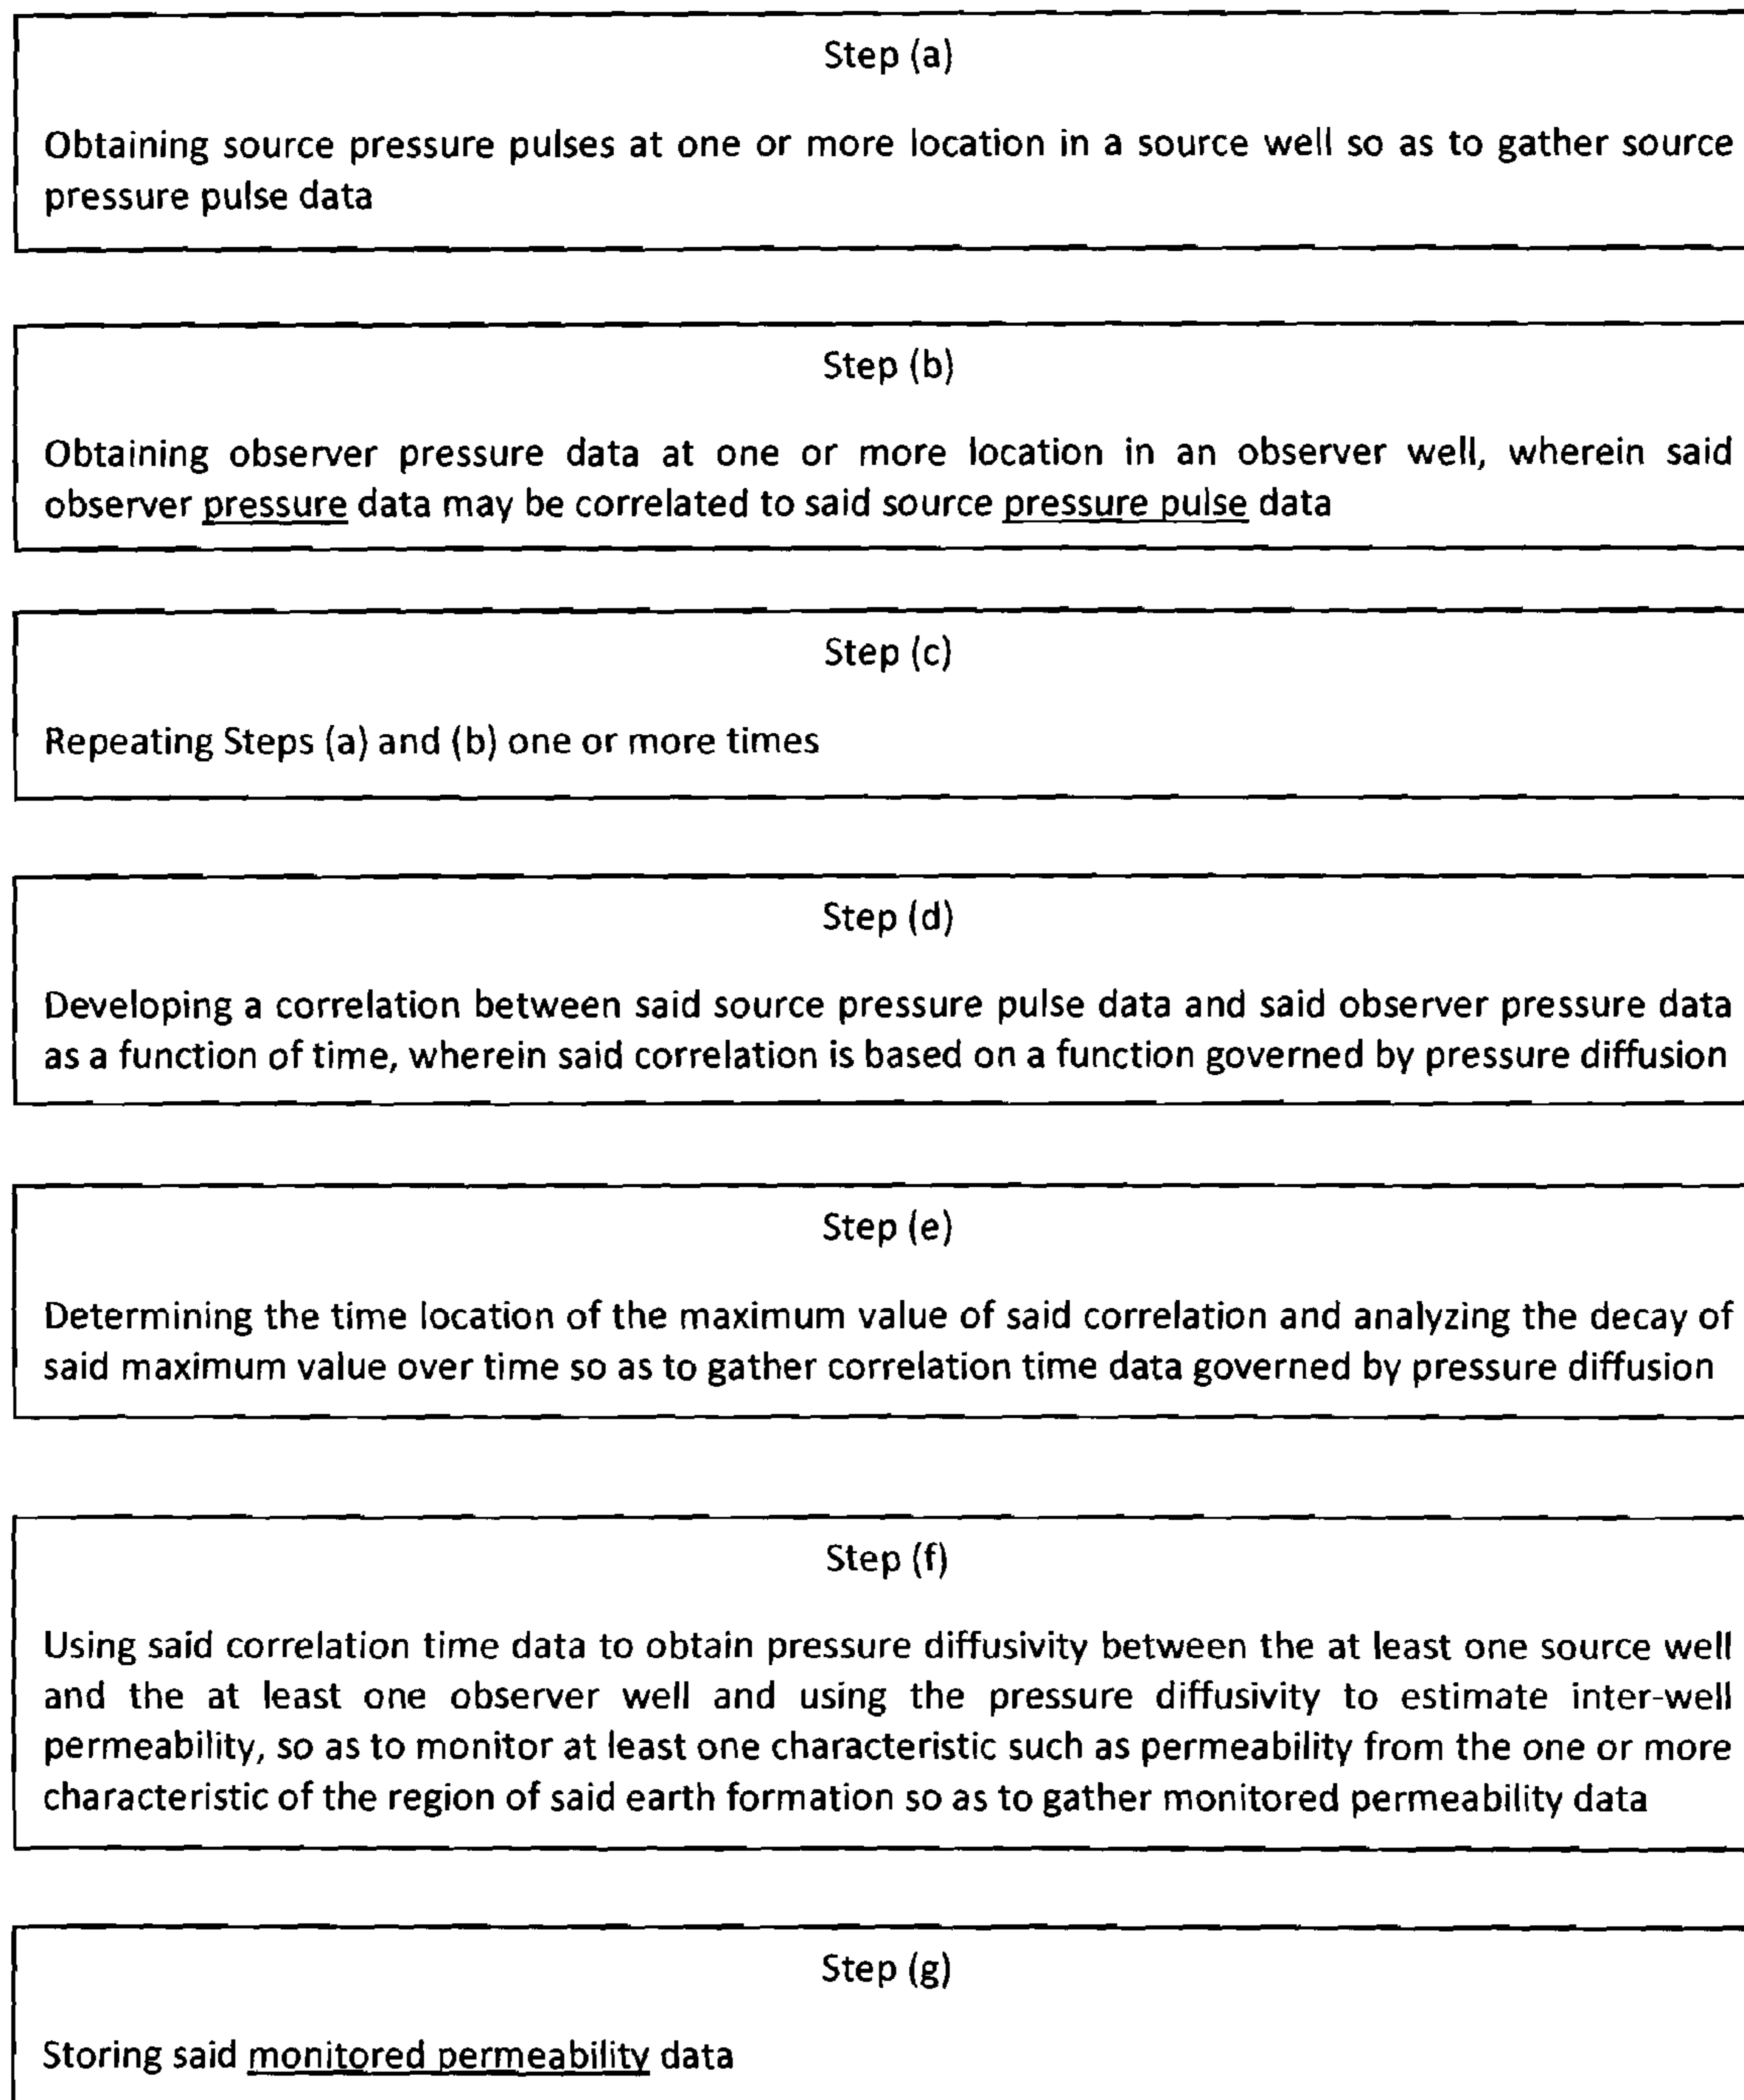 Step (a)
Obtaining source pressure pulses at one or more location in a source well so as to gather source
pressure pulse data
Step (b)
Obtaining observer pressure data at one or more location in an observer well, wherein said
observer pressure data may be correlated to said source pressure pulse data
Step (c)
Repeating Steps (a) and (b) one or more times
Step (d)
Developing a correlation between said source pressure pulse data and said observer pressure data
as a function of time, wherein said correlation is based on a function governed by pressure diffusion
Step (e)
Determining the time location of the maximum value of said correlation and analyzing the decay of
said maximum value over time so as to gather correlation time data governed by pressure diffusion
Step (f)
Using said correlation time data to obtain pressure diffusivity between the at least one source well
and the at least one observer well and using the pressure diffusivity to estimate inter-well
permeability, so as to monitor at least one characteristic such as permeability from the one or more
characteristic of the region of said earth formation so as to gather monitored permeability data
Step (g)
Storing said monitored permeability data